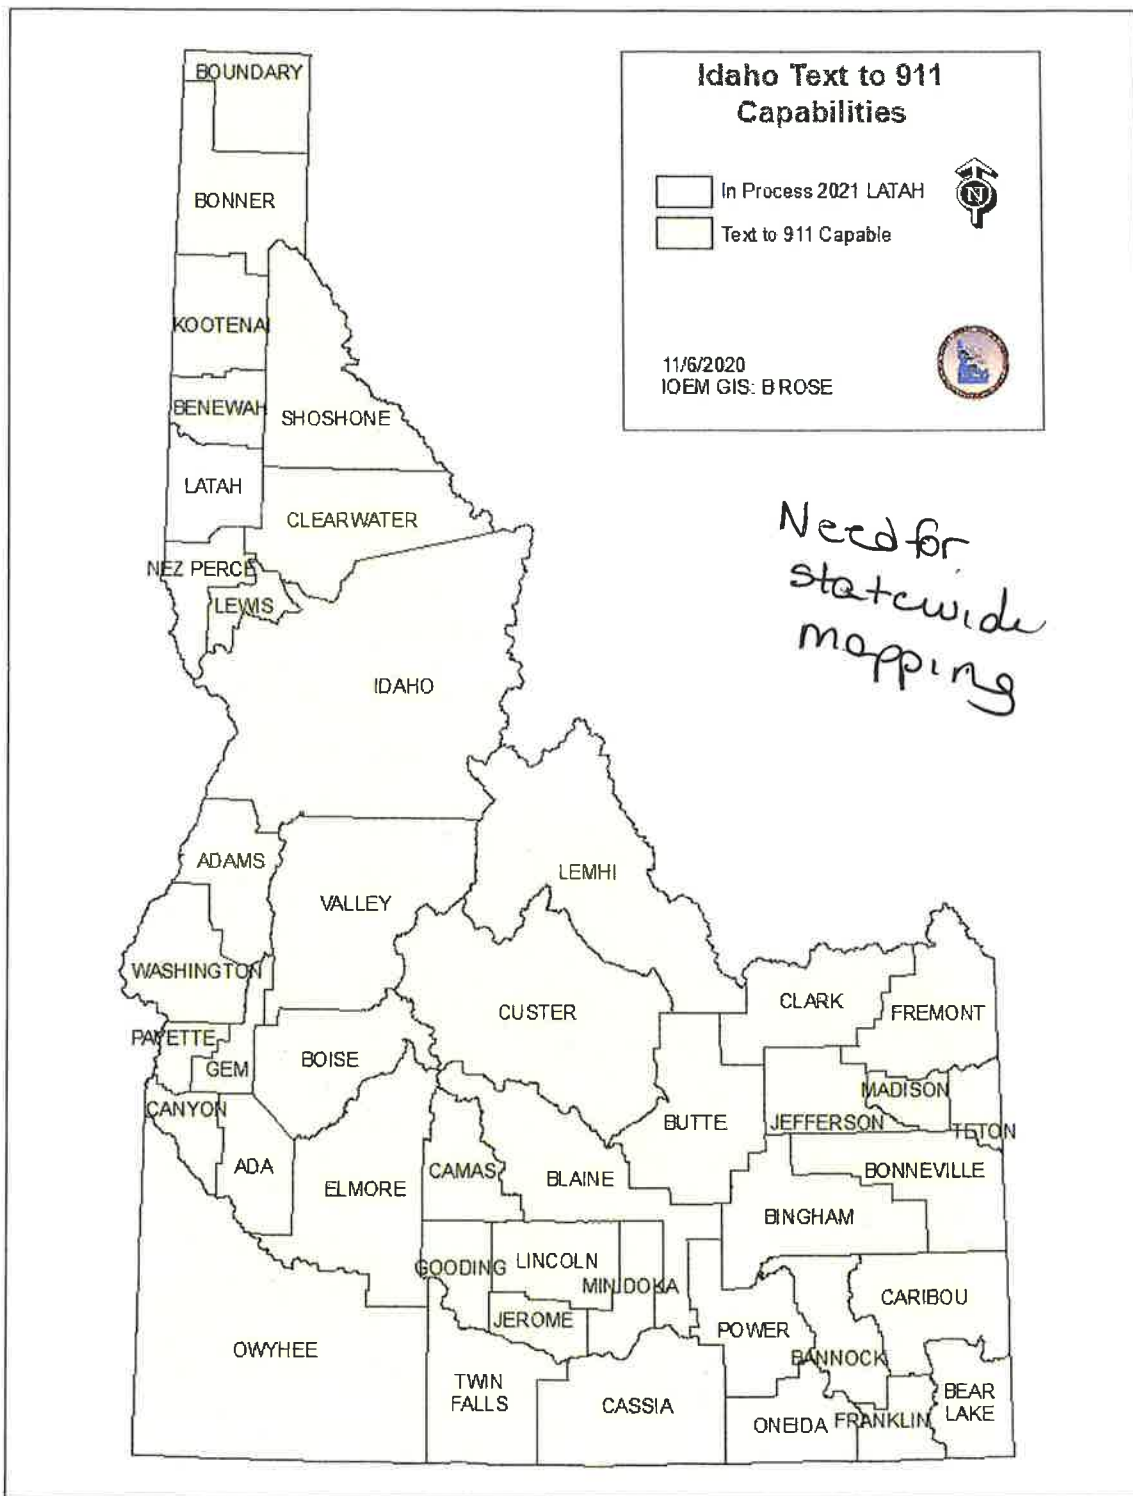 Idaho Text to 911
Capabilities
In Process 2021 LATAH
N
Text to 911 Capable
11/6/2020
IOEM GIS: B ROSE
Need for
statewide
mapping
BOUNDARY
BONNER
KOOTENAI
BENEWAH
SHOSHONE
LATAH
CLEARWATER
NEZ PERCE
LEWIS
IDAHO
ADAMS
VALLEY
LEMHI
WASHINGTON
CUSTER
CLARK
FREMONT
PAYETTE
GEM
BOISE
MADISON
CANYON
BUTTE
JEFFERSON
TETON
ADA
ELMORE
CAMAS
BLAINE
BONNEVILLE
BINGHAM
GOODING
LINCOLN
MINIDOKA
CARIBOU
JEROME
POWER
OWYHEE
BANNOCK
TWIN
FALLS
CASSIA
BEAR
LAKE
ONEIDA
FRANKLIN